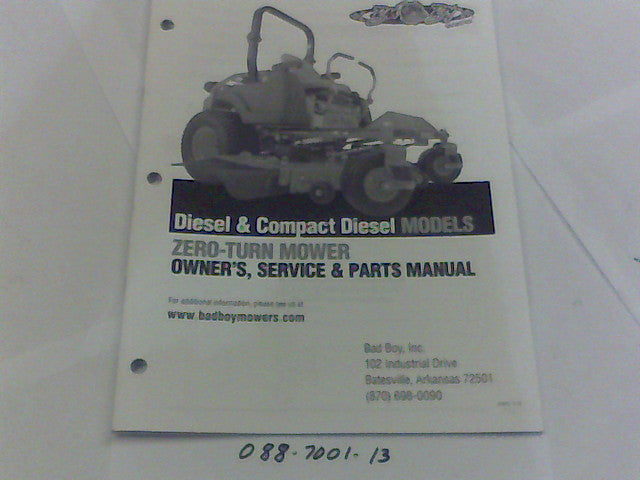 Diesel & Compact Diesel MODELS
ZERO-TURN MOWER
OWNER'S, SERVICE & PARTS MANUAL
For additional information, please see us at
www.badboymowers.com
Bad Boy, Inc.
102 Industrial Drive
Batesville, Arkansas 72501
(870) 698-0090
088-7001-13